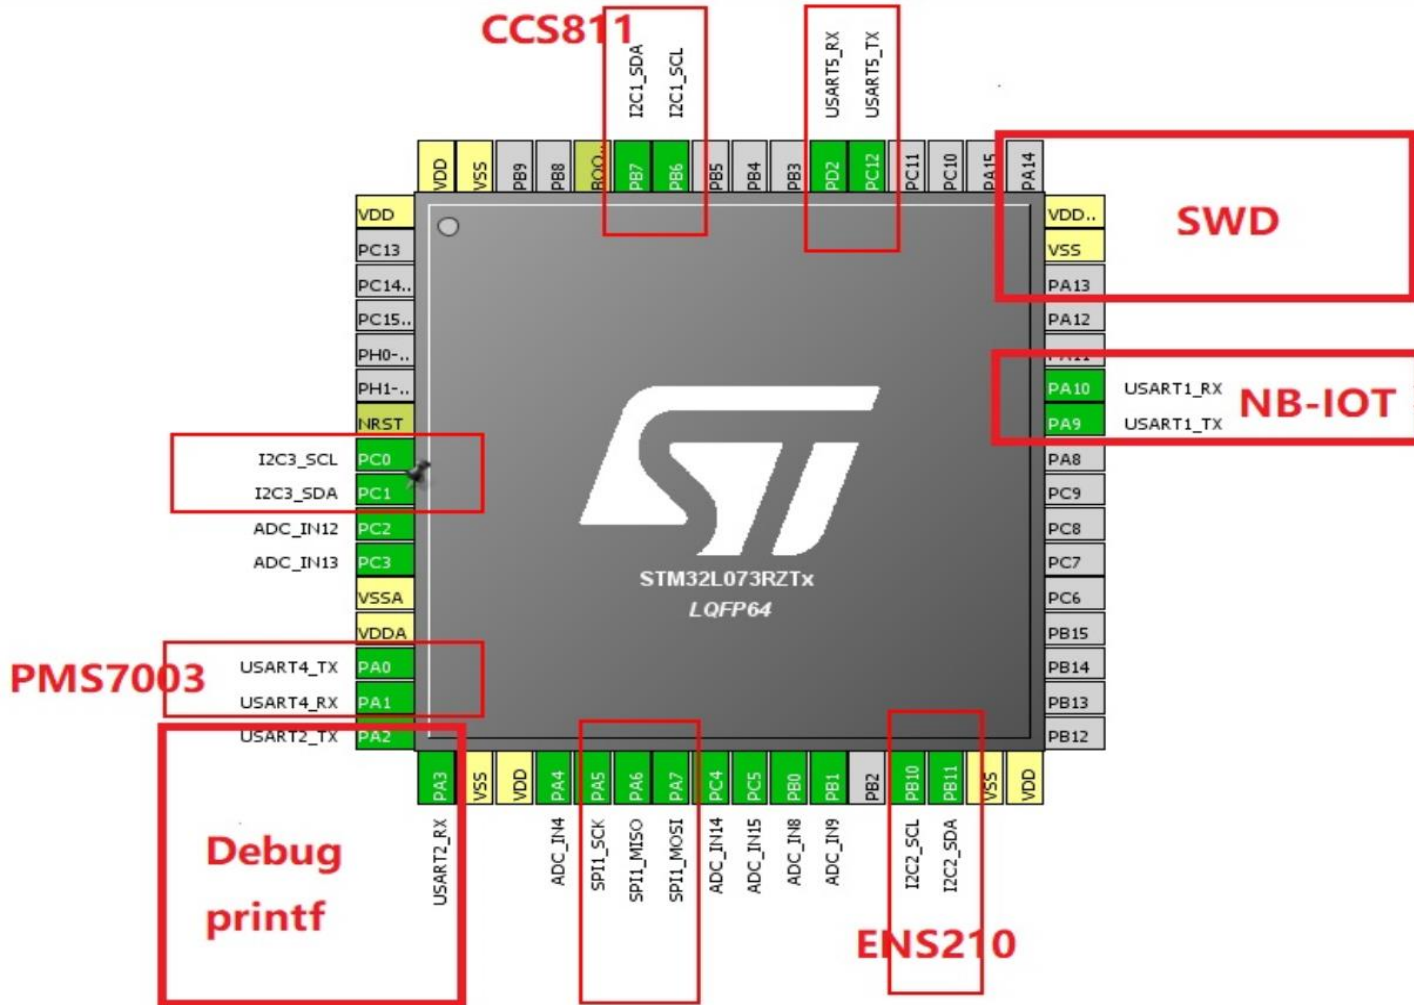 CCS811
I2C1_SDA
I2C1_SCL
USART5_RX
USART5_TX
VDD
VSS
PB9
PB8
BOO..
PB7
PB6
PB5
PB4
PB3
PD2
PC12
PC11
PC10
PA15
PA14
VDD
PC13
PC14..
PC15..
PH0-..
PH1-..
NRST
I2C3_SCL PC0
I2C3_SDA PC1
ADC_IN12 PC2
ADC_IN13 PC3
VSSA
VDDA
PMS7003
USART4_TX PA0
USART4_RX PA1
USART2_TX PA2
ST
STM32L073RZTx
LQFP64
VDD..
VSS
SWD
PA13
PA12
PA11
PA10 USART1_RX
NB-IOT
PA9 USART1_TX
PA8
PC9
PC8
PC7
PC6
PB15
PB14
PB13
PB12
PA3
VSS
VDD
PA4
PA5
PA6
PA7
PC4
PC5
PB0
PB1
PB2
PB10
PB11
VSS
VDD
USART2_RX
ADC_IN4
SPI1_SCK
SPI1_MISO
SPI1_MOSI
ADC_IN14
ADC_IN15
ADC_IN8
ADC_IN9
I2C2_SCL
I2C2_SDA
Debug
printf
ENS210